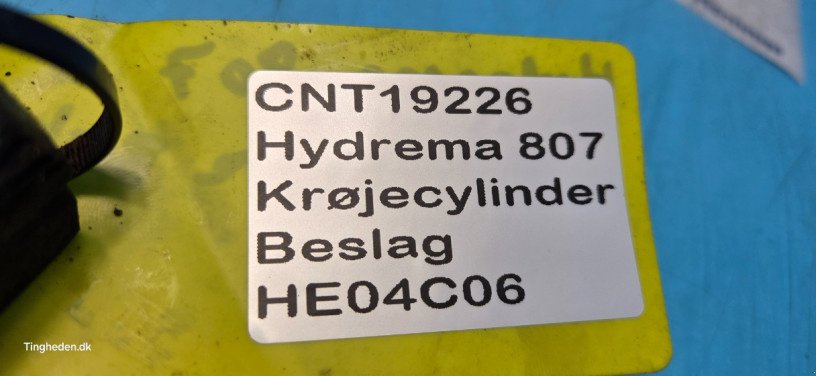 CNT19226
Hydrema 807
Krøjecylinder
Beslag
HE04C06
Tingheden.dk